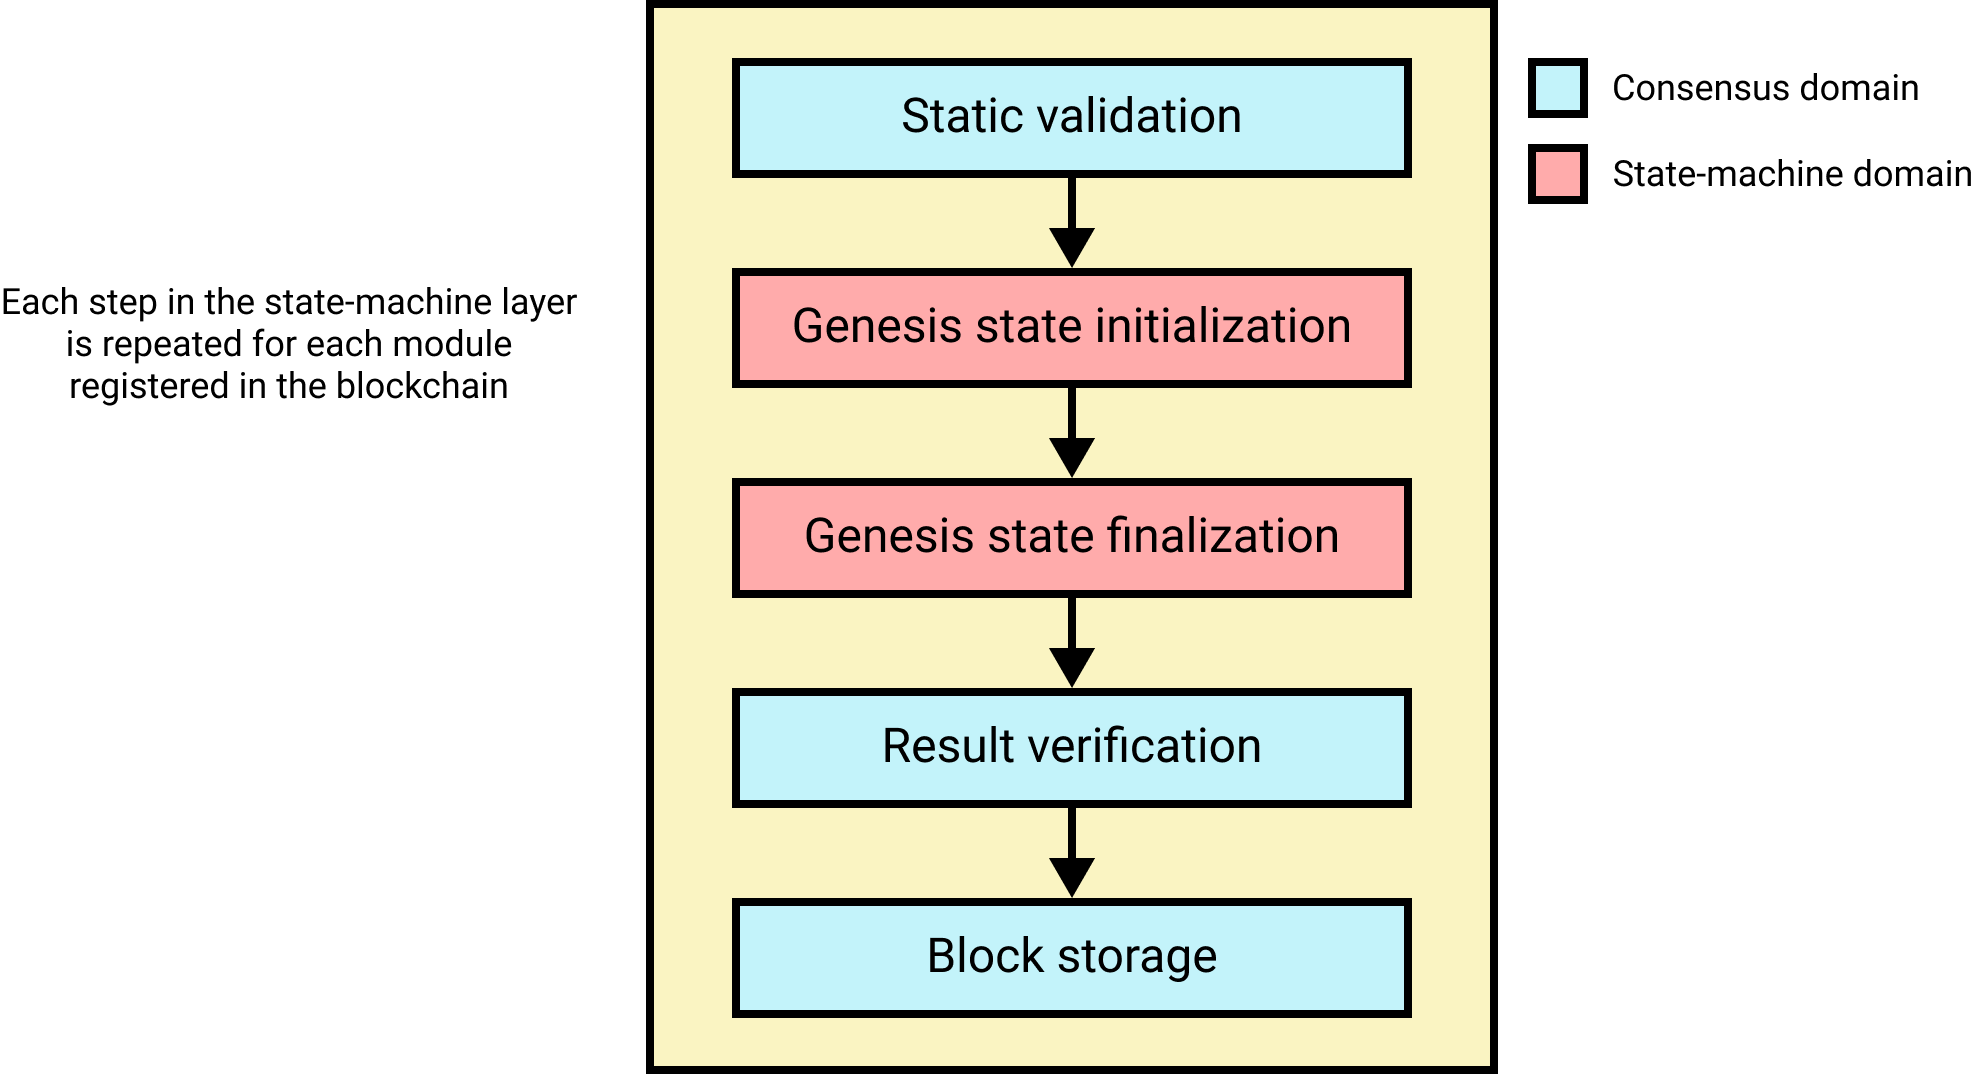 Static validation
Consensus domain
State-machine domain
Each step in the state-machine layer
is repeated for each module
registered in the blockchain
Genesis state initialization
Genesis state finalization
Result verification
Block storage